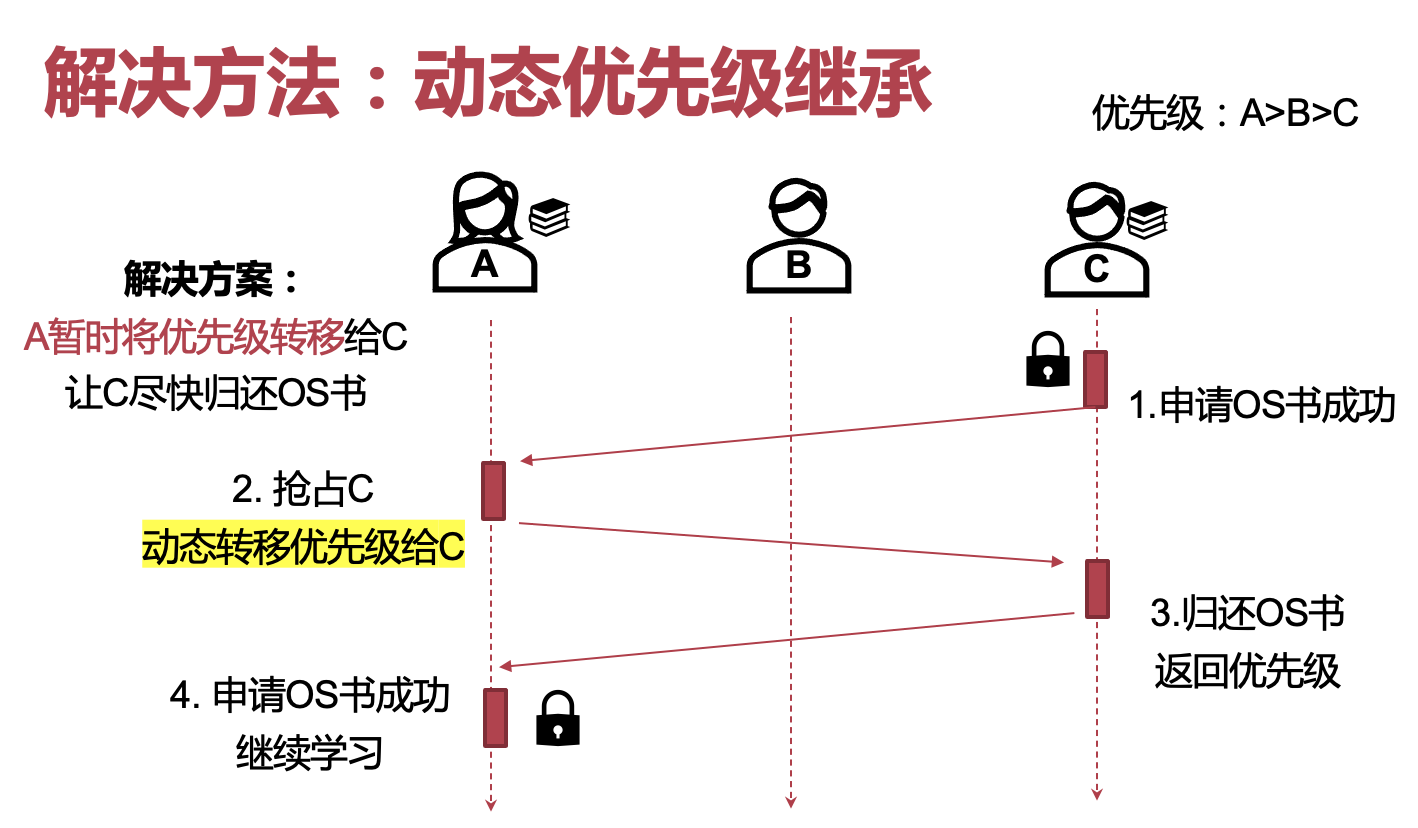 解决方法：动态优先级继承
优先级：A>B>C
A
B
C
解决方案：
A暂时将优先级转移给C
让C尽快归还OS书
1.申请OS书成功
2. 抢占C
动态转移优先级给C
3.归还OS书
返回优先级
4. 申请OS书成功
继续学习